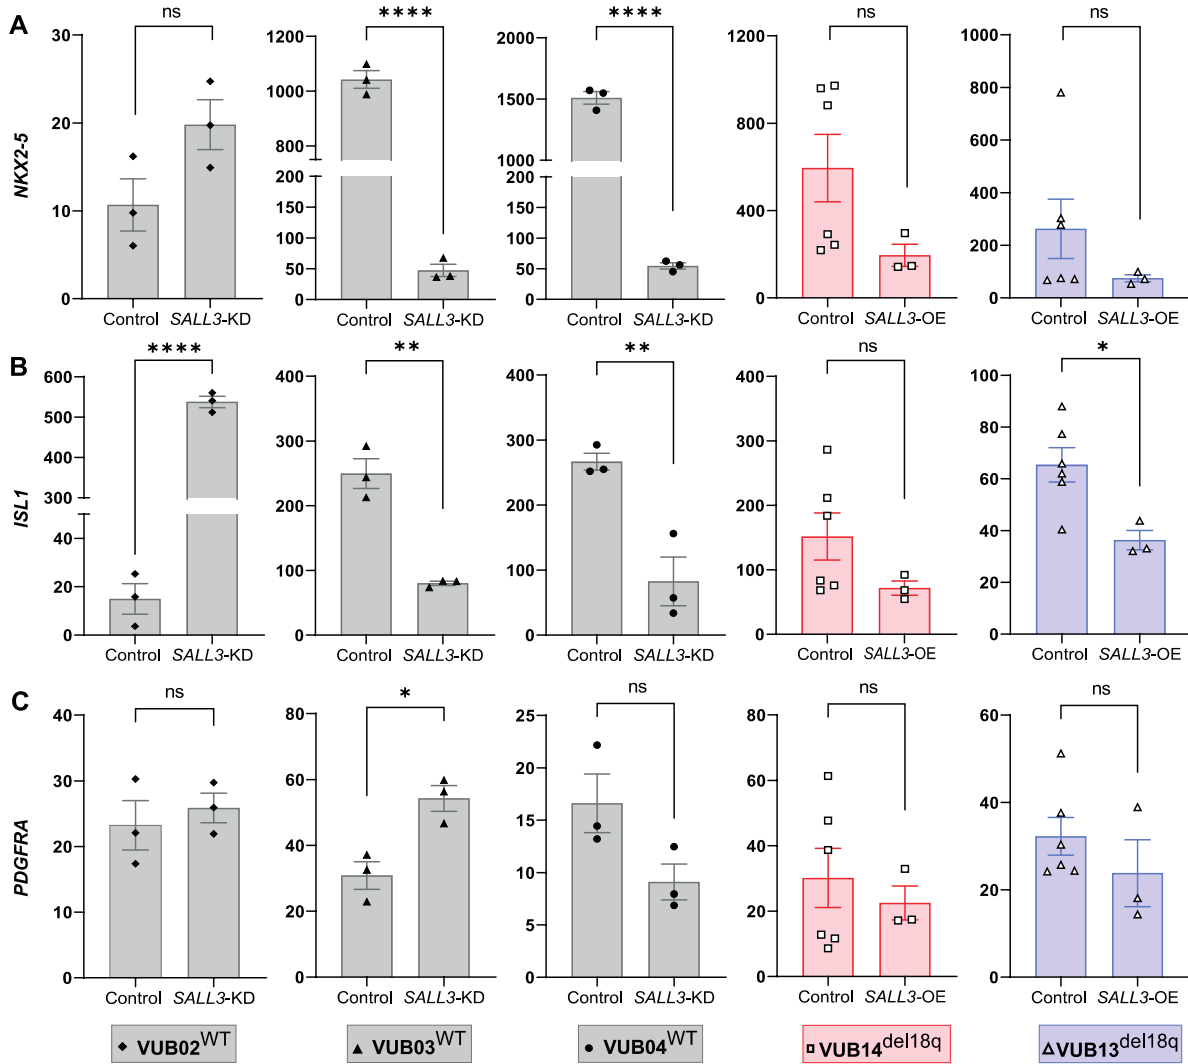 A
ns
****
****
ns
ns
NKX2-5
30
20
10
0
1200
1000
800
200
150
100
50
0
2000
1500
1000
200
150
100
50
0
1200
800
400
0
1000
800
600
400
200
0
Control SALL3-KD
Control SALL3-KD
Control SALL3-KD
Control SALL3-OE
Control SALL3-OE
B
****
**
**
ns
*
ISL1
600
500
400
300
40
20
0
400
300
200
100
0
400
300
200
100
0
400
300
200
100
0
100
80
60
40
20
0
Control SALL3-KD
Control SALL3-KD
Control SALL3-KD
Control SALL3-OE
Control SALL3-OE
C
ns
*
ns
ns
ns
PDGFRA
40
30
20
10
0
80
60
40
20
0
25
20
15
10
5
0
80
60
40
20
0
60
40
20
0
Control SALL3-KD
Control SALL3-KD
Control SALL3-KD
Control SALL3-OE
Control SALL3-OE
VUB02WT
VUB03WT
VUB04WT
VUB14del18q
VUB13del18q